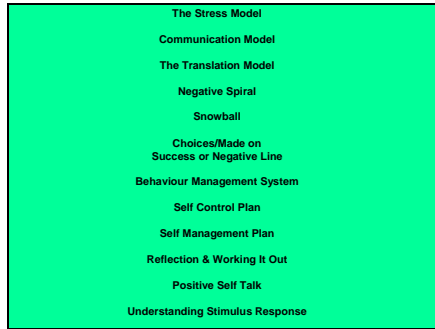 The Stress Model
Communication Model
The Translation Model
Negative Spiral
Snowball
Choices/Made on
Success or Negative Line
Behaviour Management System
Self Control Plan
Self Management Plan
Reflection & Working It Out
Positive Self Talk
Understanding Stimulus Response